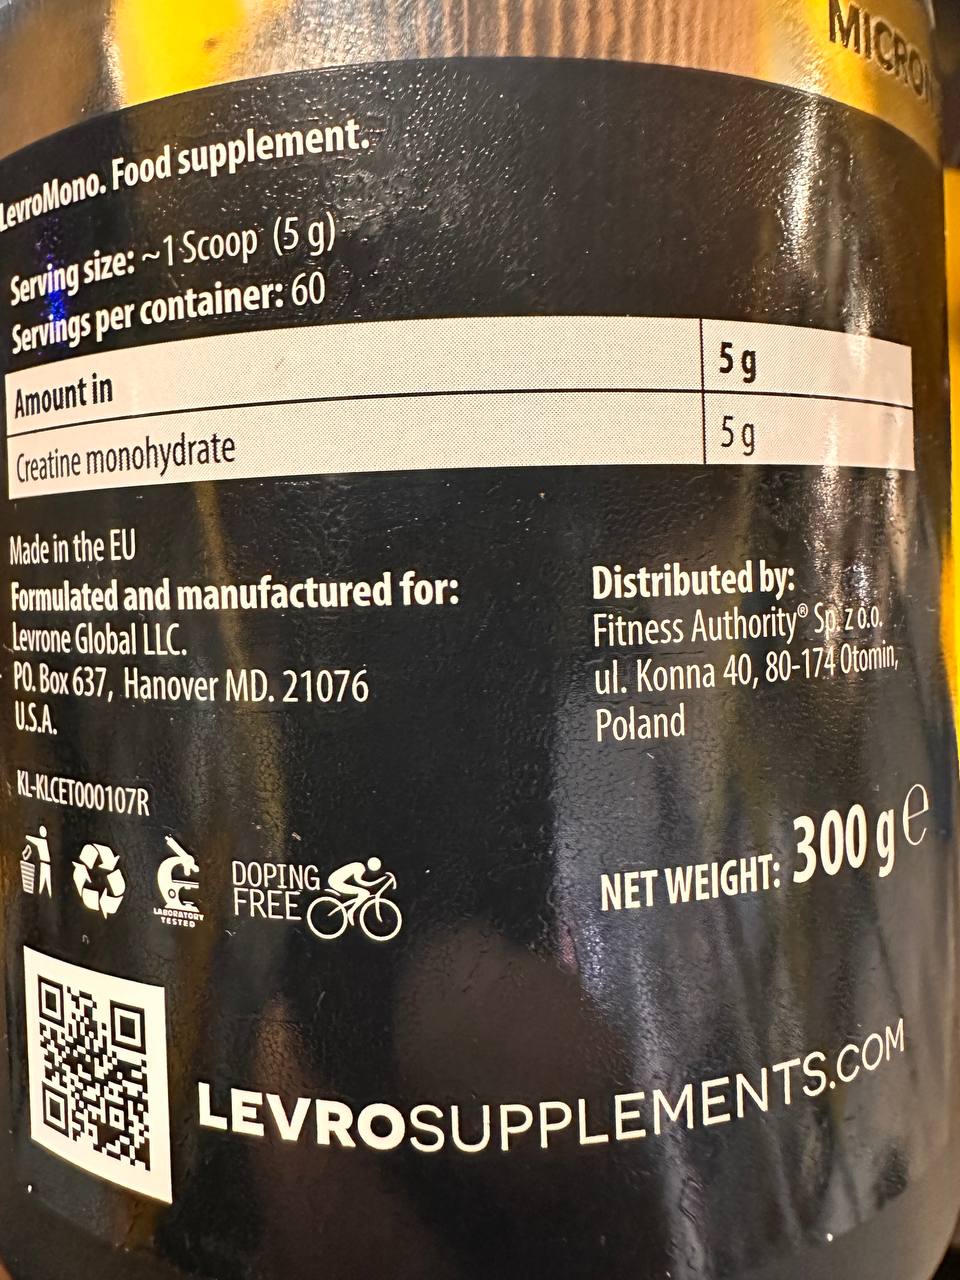 MICRO
LevroMono. Food supplement.
Serving size: ~1 Scoop (5 g)
Servings per container: 60
Amount in 5 g
Creatine monohydrate 5 g
Made in the EU
Formulated and manufactured for:
Levrone Global LLC.
PO. Box 637, Hanover MD. 21076
U.S.A.
Distributed by:
Fitness Authority® Sp. z o.o.
ul. Konna 40, 80-174 Otomin,
Poland
KL-KLCET000107R
LABORATORY
TESTED
DOPING
FREE
NET WEIGHT: 300 g ℮
LEVROSUPPLEMENTS.COM